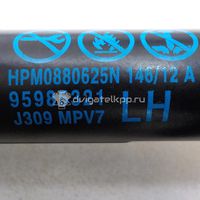 HPM0880625N 146/12 A
LH
J309 MPV7
dvigatelkpp.ru